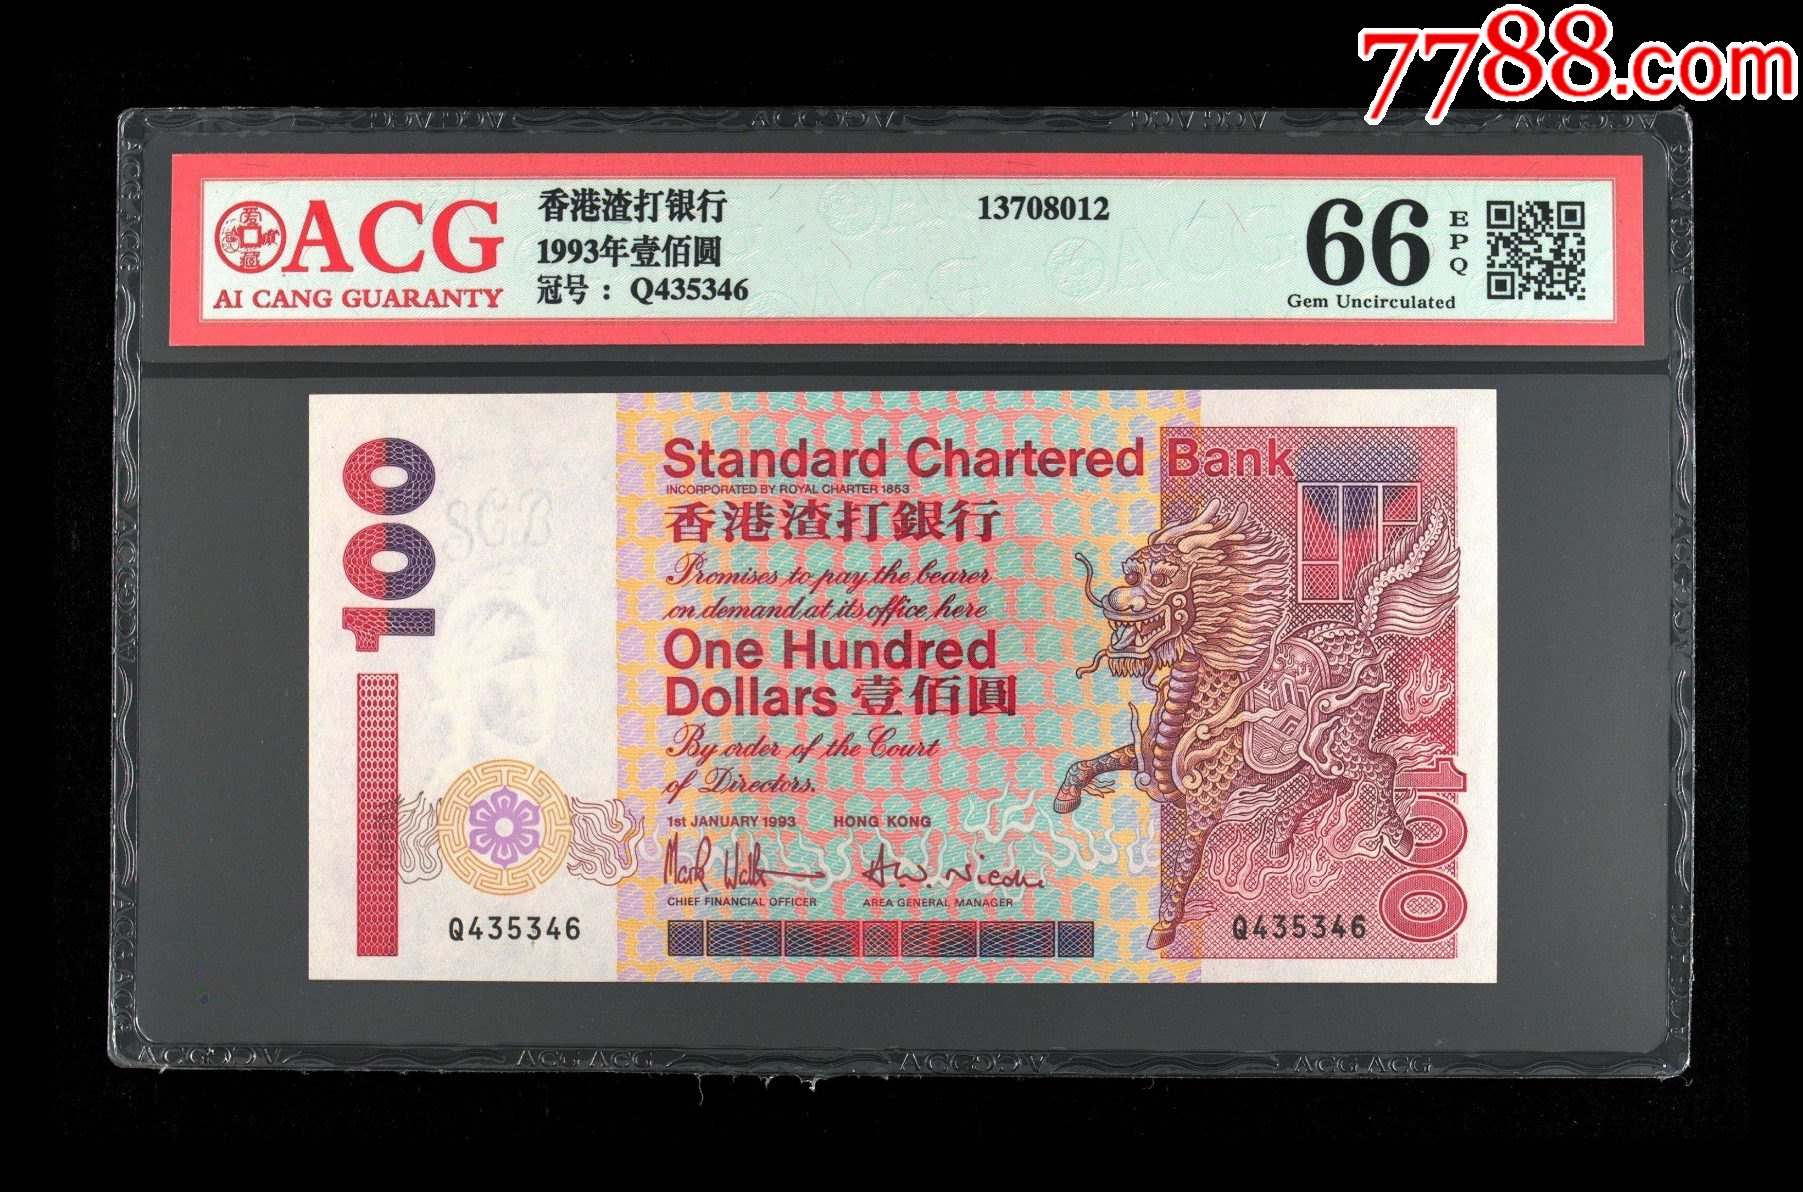 7788.com
ACG
AI CANG GUARANTY
香港渣打银行
1993年壹佰圆
冠号：Q435346
13708012
66
EPQ
Gem Uncirculated
100
SCB
Standard Chartered Bank
INCORPORATED BY ROYAL CHARTER 1853
香港渣打銀行
Promises to pay the bearer
on demand at its office here
One Hundred
Dollars 壹佰圓
By order of the Court
of Directors.
1st JANUARY 1993 HONG KONG
CHIEF FINANCIAL OFFICER AREA GENERAL MANAGER
Q435346
Q435346
100